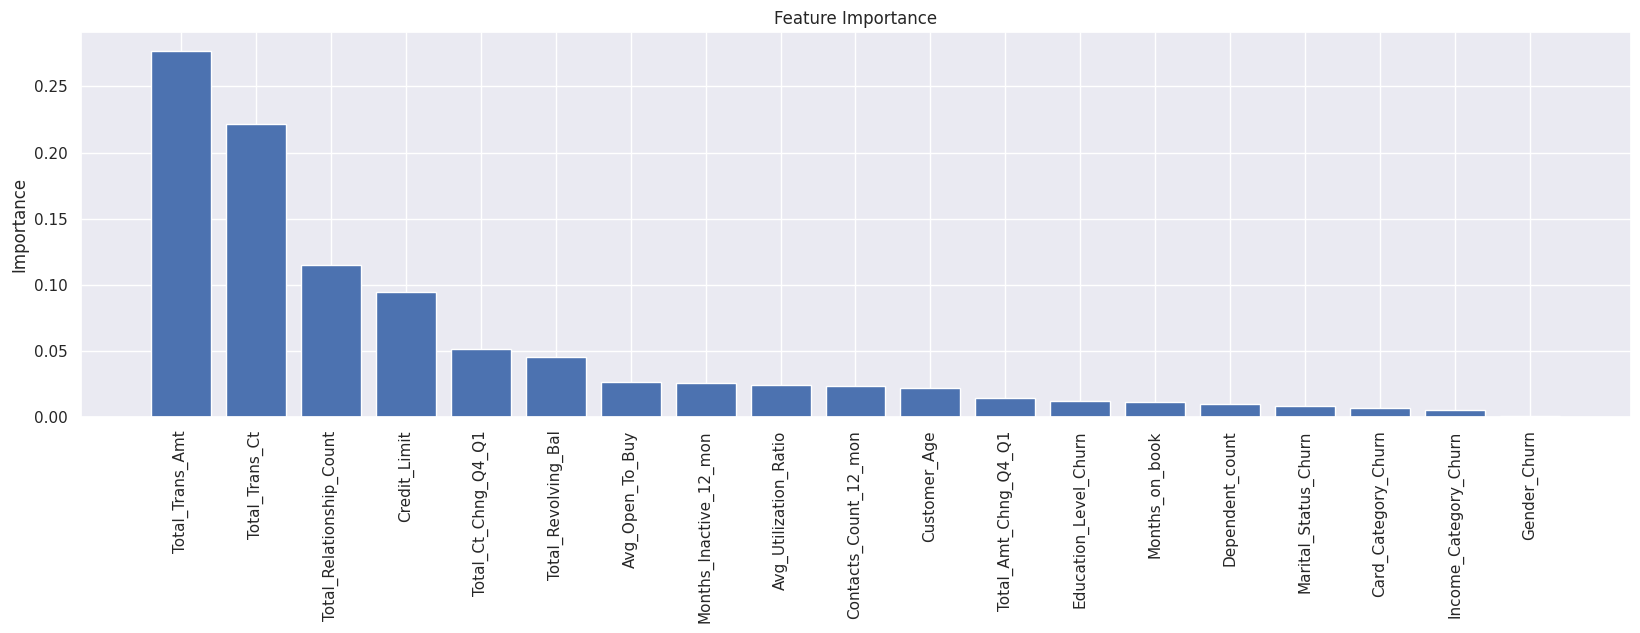 Feature Importance
Importance
0.25
0.20
0.15
0.10
0.05
0.00
Total_Trans_Amt
Total_Trans_Ct
Total_Relationship_Count
Credit_Limit
Total_Ct_Chng_Q4_Q1
Total_Revolving_Bal
Avg_Open_To_Buy
Months_Inactive_12_mon
Avg_Utilization_Ratio
Contacts_Count_12_mon
Customer_Age
Total_Amt_Chng_Q4_Q1
Education_Level_Churn
Months_on_book
Dependent_count
Marital_Status_Churn
Card_Category_Churn
Income_Category_Churn
Gender_Churn